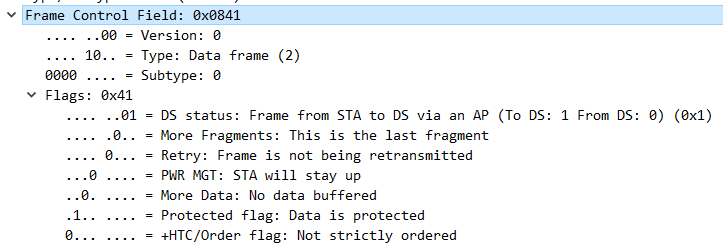 Frame Control Field: 0x0841
.... ..00 = Version: 0
.... 10.. = Type: Data frame (2)
0000 .... = Subtype: 0
Flags: 0x41
.... ..01 = DS status: Frame from STA to DS via an AP (To DS: 1 From DS: 0) (0x1)
.... .0.. = More Fragments: This is the last fragment
.... 0... = Retry: Frame is not being retransmitted
...0 .... = PWR MGT: STA will stay up
..0. .... = More Data: No data buffered
.1.. .... = Protected flag: Data is protected
0... .... = +HTC/Order flag: Not strictly ordered